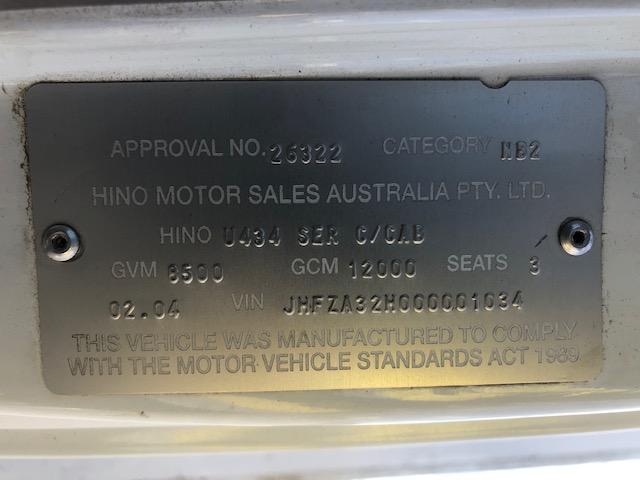 APPROVAL NO. 26322 CATEGORY NB2
HINO MOTOR SALES AUSTRALIA PTY. LTD.
HINO U434 SER C/CAB
GVM 8500 GCM 12000 SEATS 3
02.04 VIN JHFZA32H000001034
THIS VEHICLE WAS MANUFACTURED TO COMPLY
WITH THE MOTOR VEHICLE STANDARDS ACT 1989